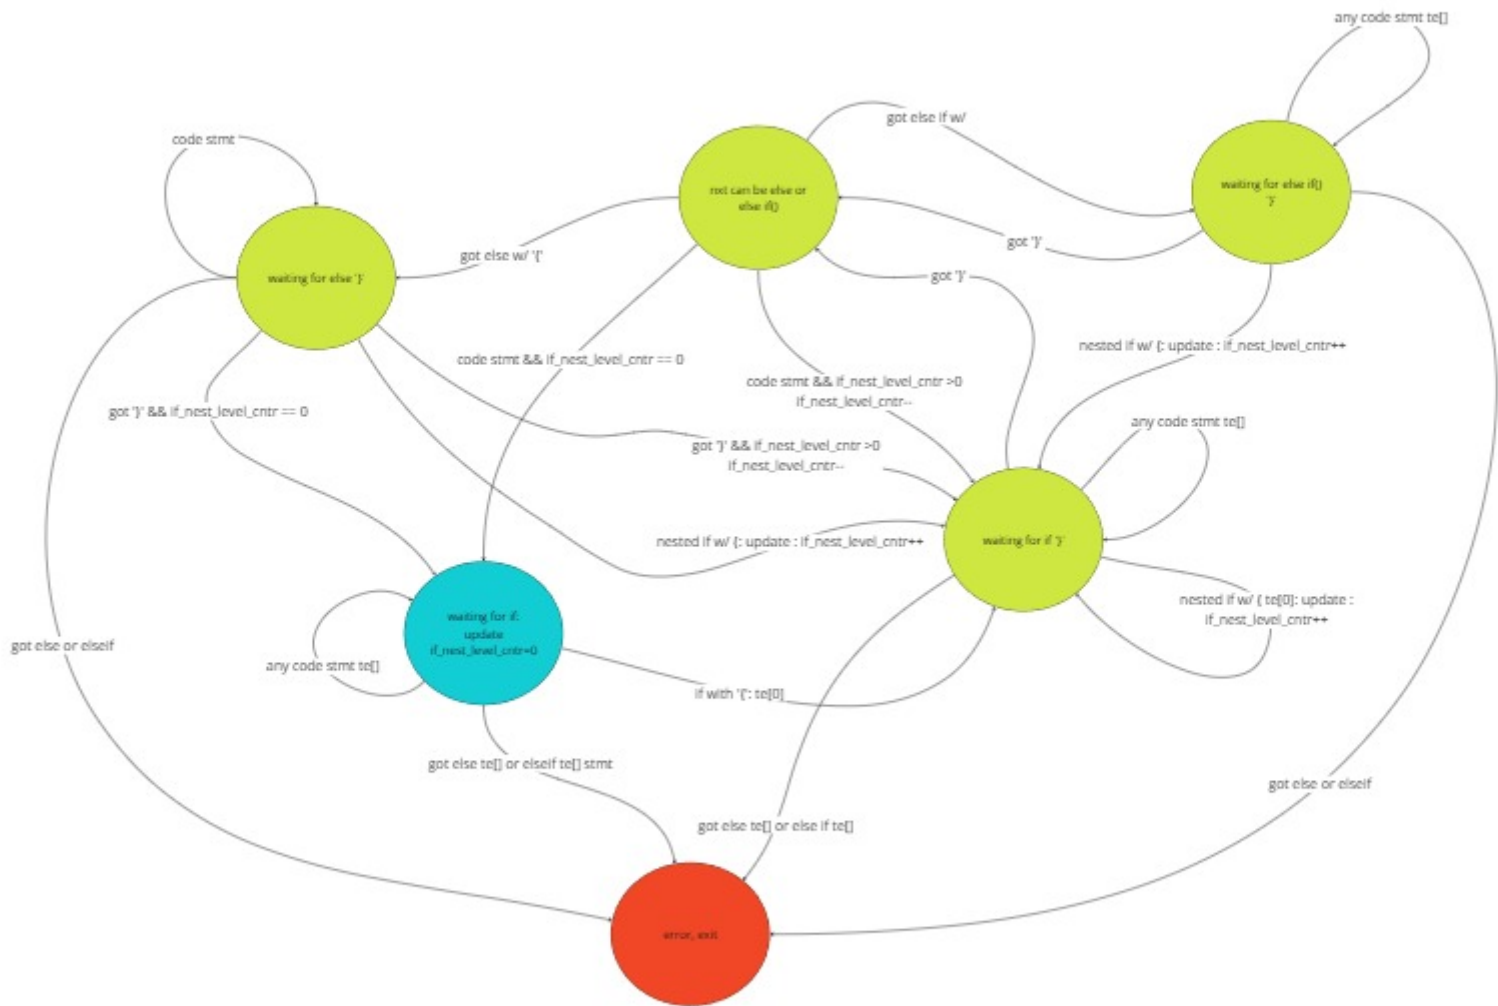 any code stmt te[]
got else if w/
code stmt
nxt can be else or
else if()
waiting for else if()
'}'
got '}'
got else w/ '{'
waiting for else '}'
got '}'
nested if w/ {: update : if_nest_level_cntr++
code stmt && if_nest_level_cntr == 0
code stmt && if_nest_level_cntr >0
if_nest_level_cntr--
got '}' && if_nest_level_cntr == 0
any code stmt te[]
got '}' && if_nest_level_cntr >0
if_nest_level_cntr--
nested if w/ {: update : if_nest_level_cntr++
waiting for if '}'
nested if w/ { te[0]: update :
if_nest_level_cntr++
waiting for if:
update
if_nest_level_cntr=0
got else or elseif
any code stmt te[]
if with '{': te[0]
got else te[] or elseif te[] stmt
got else or elseif
got else te[] or else if te[]
error, exit